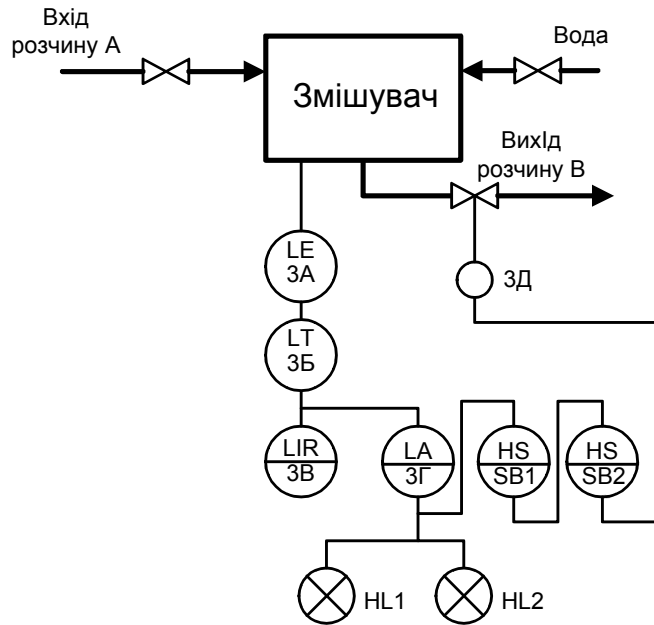 Вхід
розчину А
Вода
Змішувач
ВихІд
розчину В
LE
3А
3Д
LT
3Б
LIR
3В
LA
3Г
HS
SB1
HS
SB2
HL1
HL2